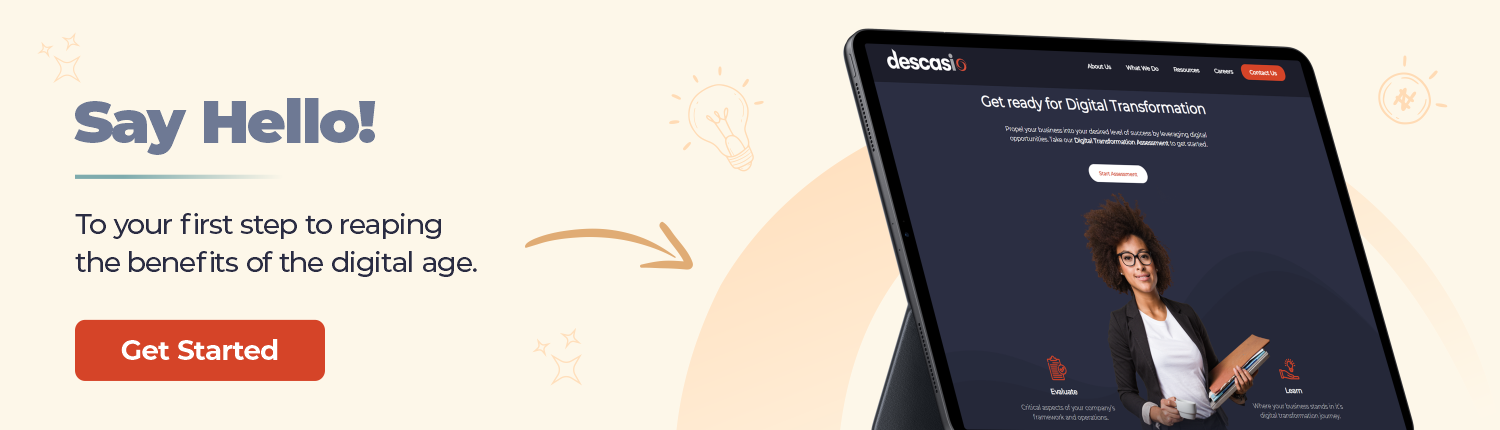 Say Hello!
To your first step to reaping
the benefits of the digital age.
Get Started
descasio
About Us
What We Do
Resources
Careers
Contact Us
Get ready for Digital Transformation
Propel your business into your desired level of success by leveraging digital
opportunities. Take our Digital Transformation Assessment to get started.
Start Assessment
Evaluate
Critical aspects of your company's
framework and operations.
Learn
Where your business stands in it's
digital transformation journey.